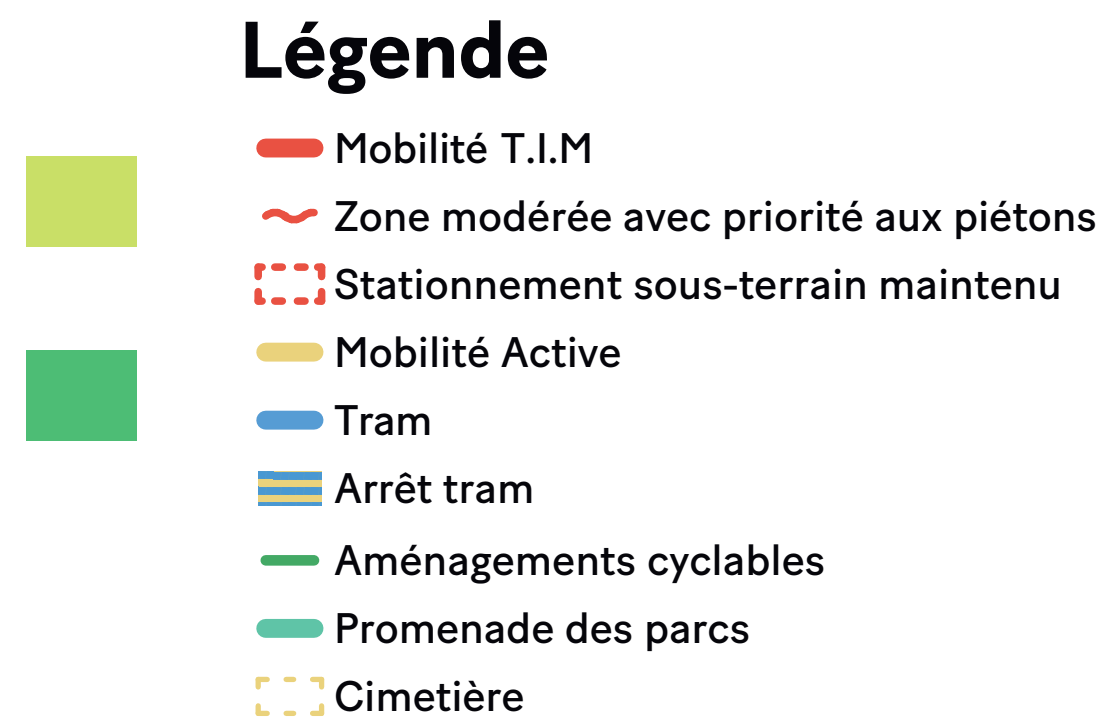 Légende
Mobilité T.I.M
Zone modérée avec priorité aux piétons
Stationnement sous-terrain maintenu
Mobilité Active
Tram
Arrêt tram
Aménagements cyclables
Promenade des parcs
Cimetière